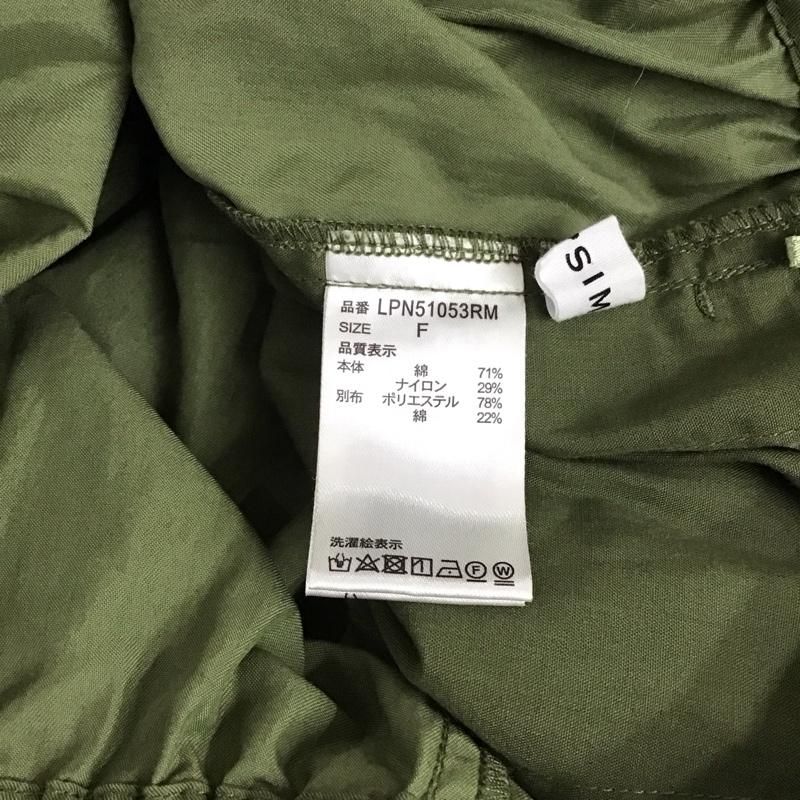 品番 LPN51053RM
SIZE F
品質表示
本体 綿 71%
ナイロン 29%
別布 ポリエステル 78%
綿 22%
洗濯絵表示
F W
SIM